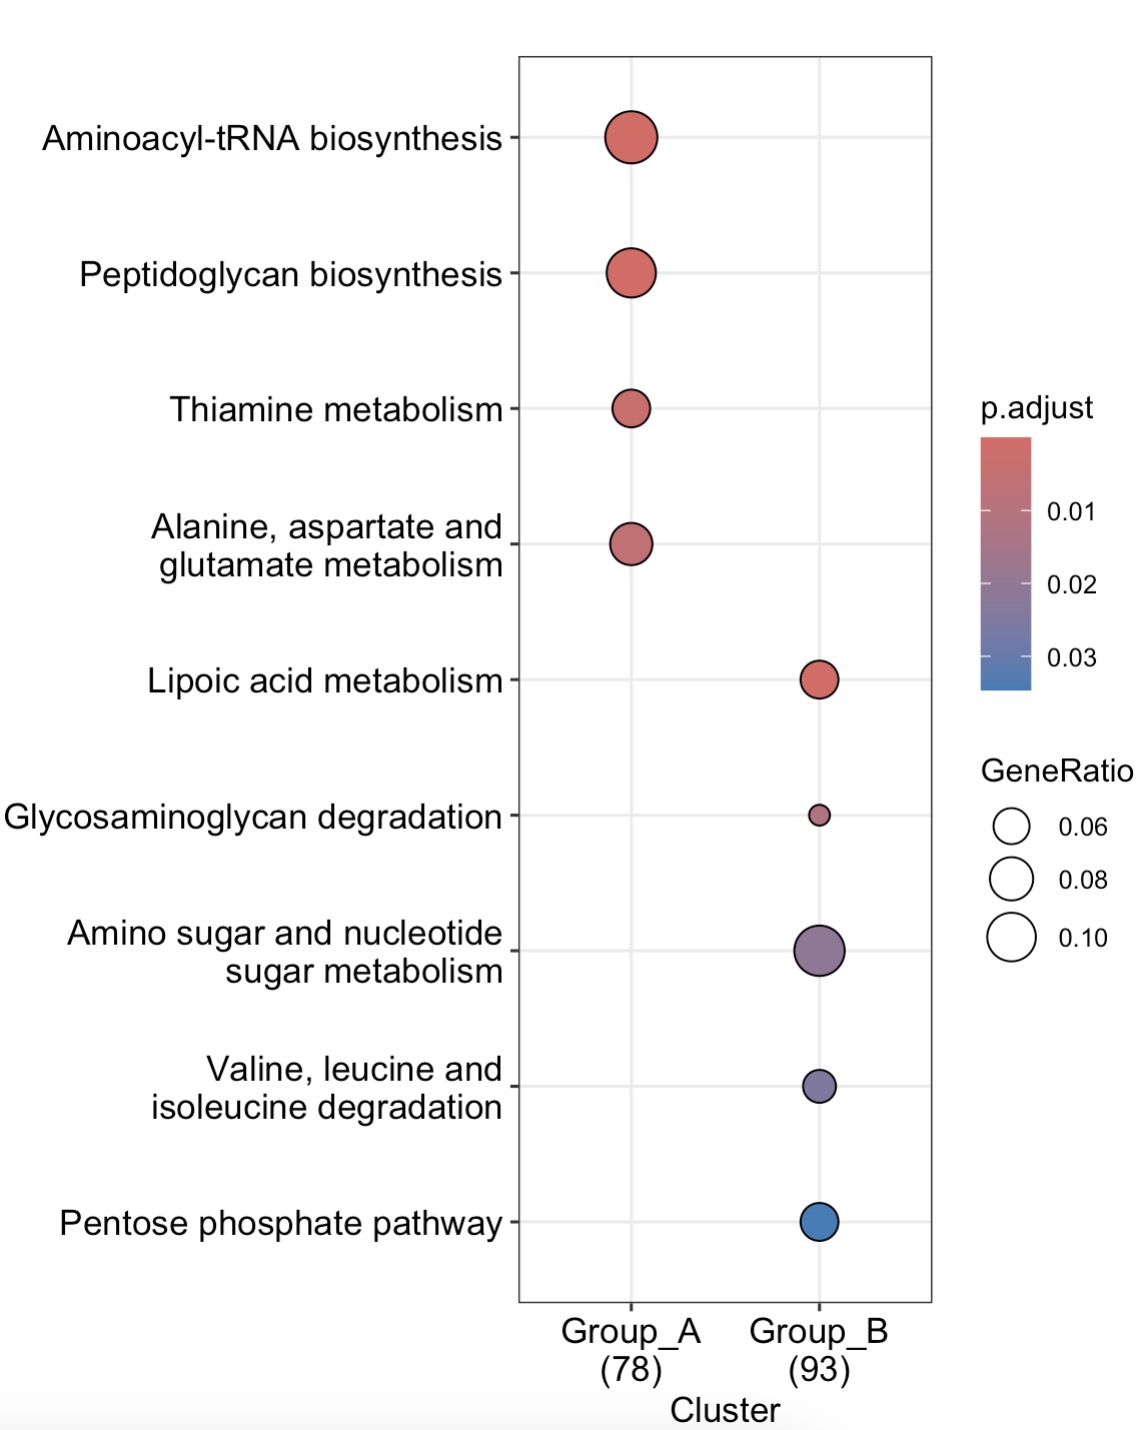 Aminoacyl-tRNA biosynthesis
Peptidoglycan biosynthesis
Thiamine metabolism
Alanine, aspartate and
glutamate metabolism
Lipoic acid metabolism
Glycosaminoglycan degradation
Amino sugar and nucleotide
sugar metabolism
Valine, leucine and
isoleucine degradation
Pentose phosphate pathway
Group_A
(78)
Group_B
(93)
Cluster
p.adjust
0.01
0.02
0.03
GeneRatio
0.06
0.08
0.10